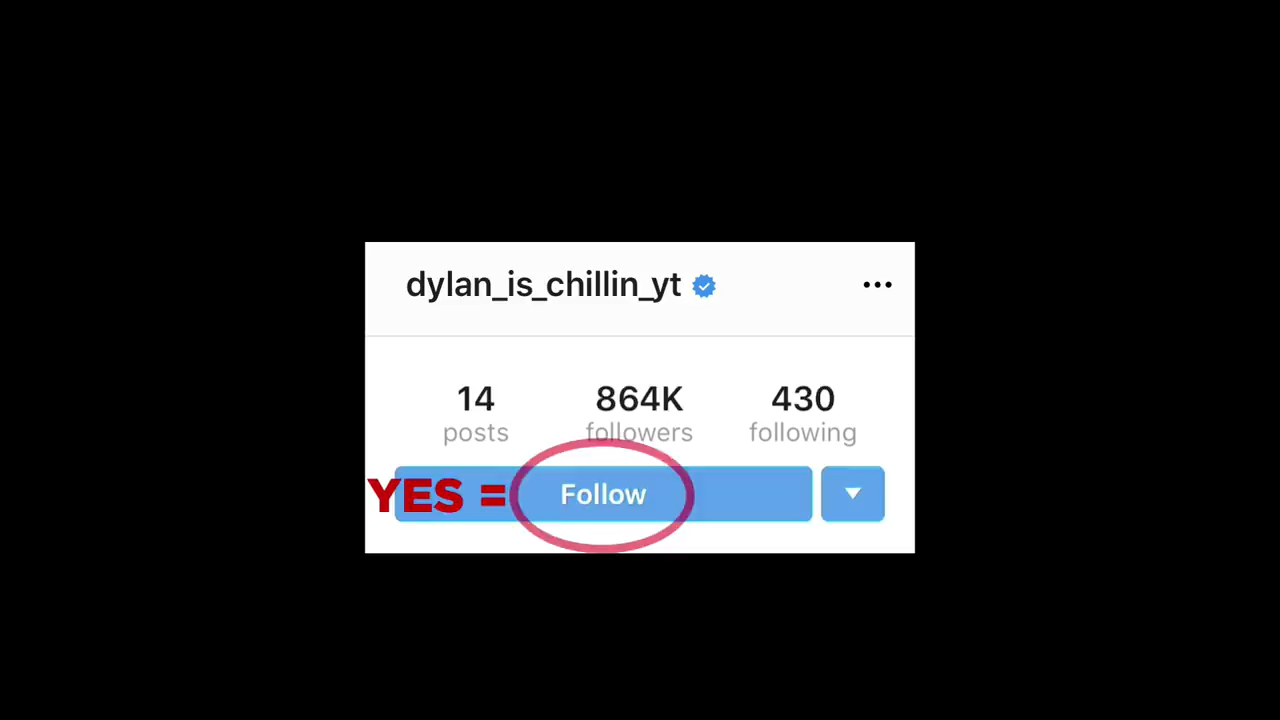 dylan_is_chillin_yt
14 864K 430
posts followers following
YES = Follow